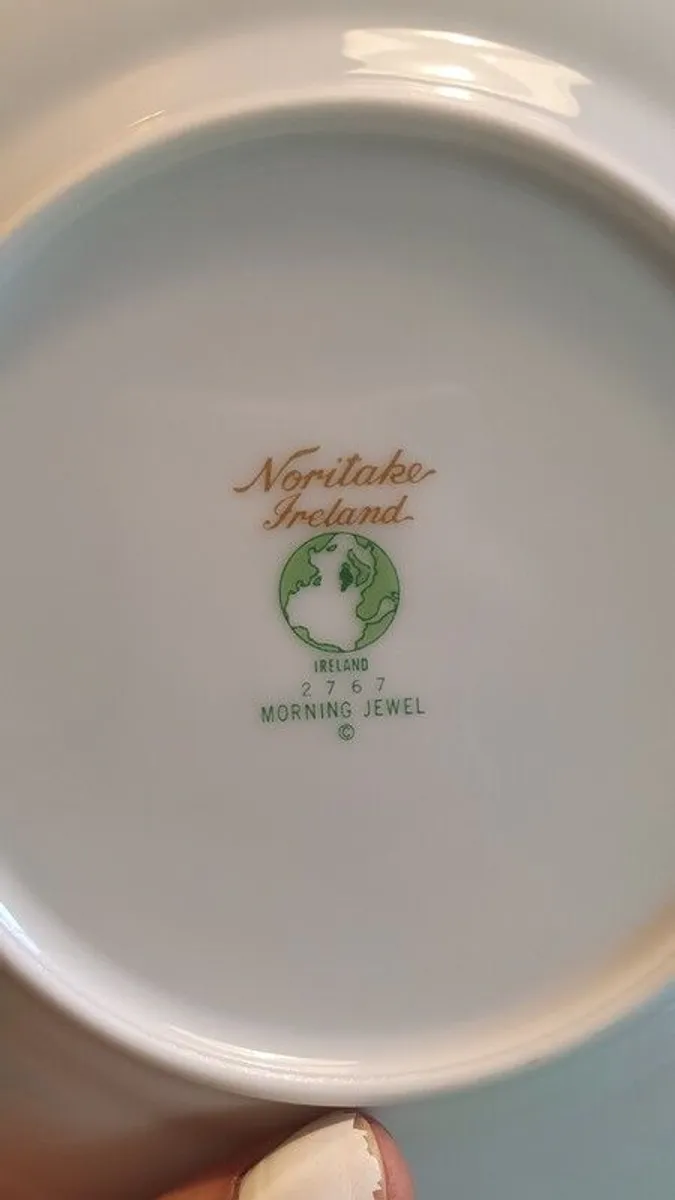 Noritake
Ireland
IRELAND
2767
MORNING JEWEL
©